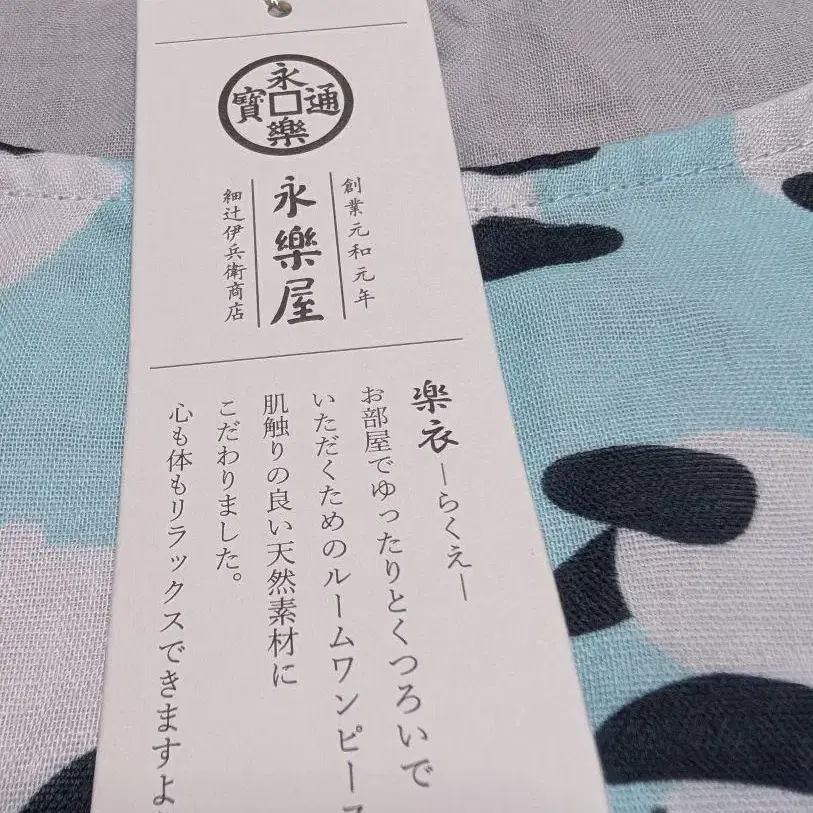 永樂通寶
創業元和元年
永樂屋
細辻伊兵衛商店
楽衣―らくえ―
お部屋でゆったりとくつろいで
いただくためのルームワンピース
肌触りの良い天然素材に
こだわりました。
心も体もリラックスできますよ